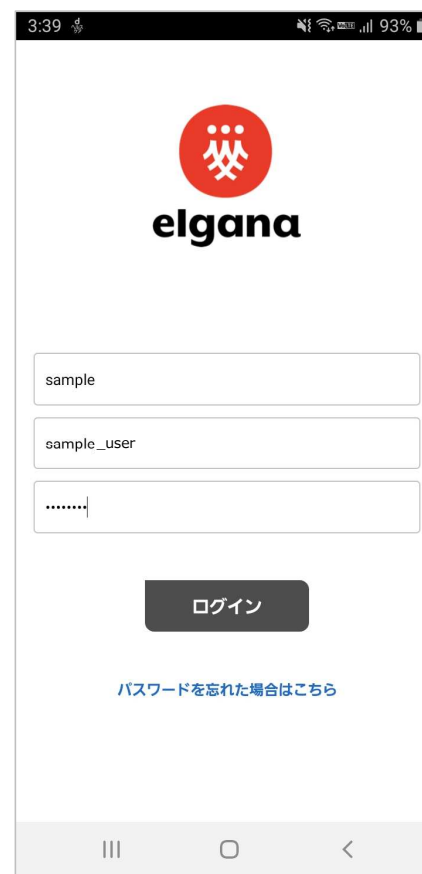 3:39 93%
elgana
sample
sample_user
••••••••
ログイン
パスワードを忘れた場合はこちら